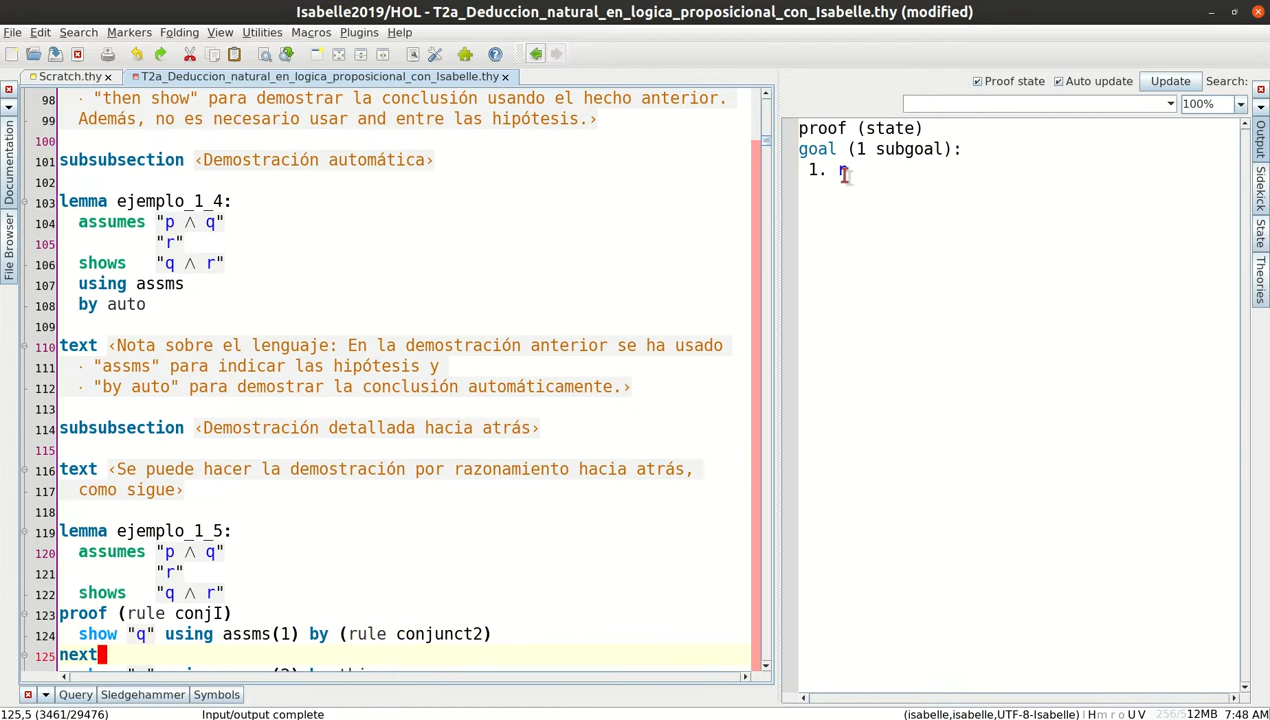 Isabelle2019/HOL - T2a_Deduccion_natural_en_logica_proposicional_con_Isabelle.thy (modified)
File Edit Search Markers Folding View Utilities Macros Plugins Help
Scratch.thy
T2a_Deduccion_natural_en_logica_proposicional_con_Isabelle.thy
Proof state Auto update Update Search:
100%
98 · "then show" para demostrar la conclusión usando el hecho anterior.
99 Además, no es necesario usar and entre las hipótesis.›
100
101 subsubsection ‹Demostración automática›
102
103 lemma ejemplo_1_4:
104 assumes "p ∧ q"
105 "r"
106 shows "q ∧ r"
107 using assms
108 by auto
109
110 text ‹Nota sobre el lenguaje: En la demostración anterior se ha usado
111 · "assms" para indicar las hipótesis y
112 · "by auto" para demostrar la conclusión automáticamente.›
113
114 subsubsection ‹Demostración detallada hacia atrás›
115
116 text ‹Se puede hacer la demostración por razonamiento hacia atrás,
117 como sigue›
118
119 lemma ejemplo_1_5:
120 assumes "p ∧ q"
121 "r"
122 shows "q ∧ r"
123 proof (rule conjI)
124 show "q" using assms(1) by (rule conjunct2)
125 next
proof (state)
goal (1 subgoal):
1. r
Documentation
File Browser
Output
Sidekick
State
Theories
Query Sledgehammer Symbols
125,5 (3461/29476) Input/output complete (isabelle,isabelle,UTF-8-Isabelle) H m r o U V 256/512MB 7:48 AM